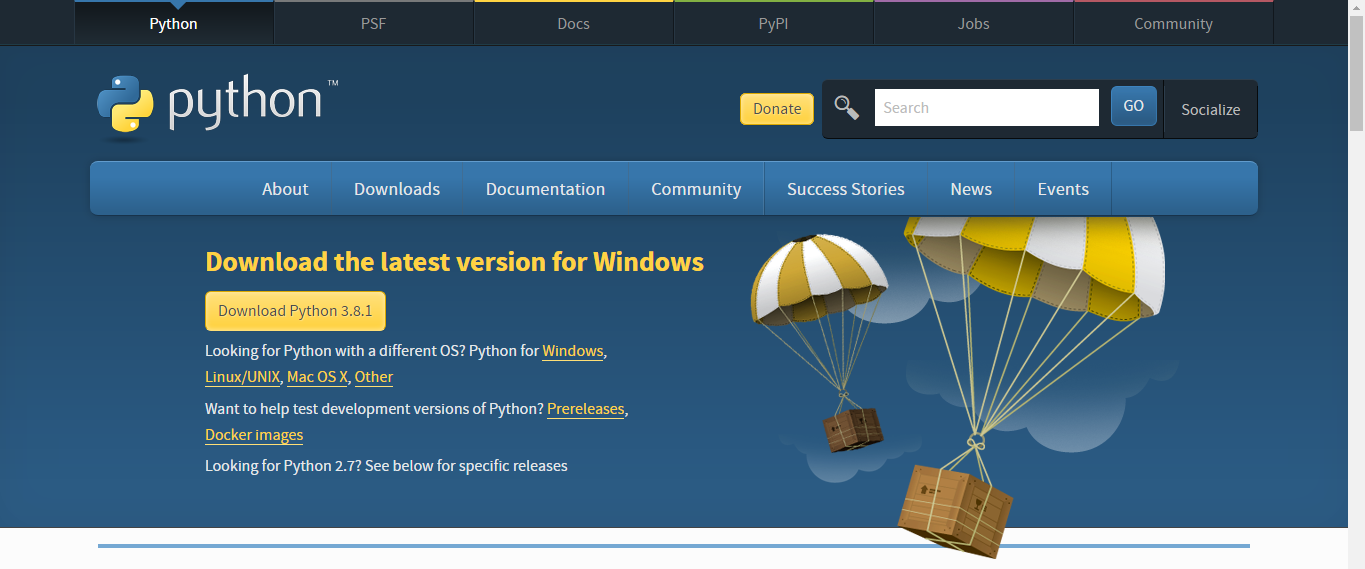 Python PSF Docs PyPI Jobs Community
python™
Donate Search GO Socialize
About Downloads Documentation Community Success Stories News Events
Download the latest version for Windows
Download Python 3.8.1
Looking for Python with a different OS? Python for Windows,
Linux/UNIX, Mac OS X, Other
Want to help test development versions of Python? Prereleases,
Docker images
Looking for Python 2.7? See below for specific releases